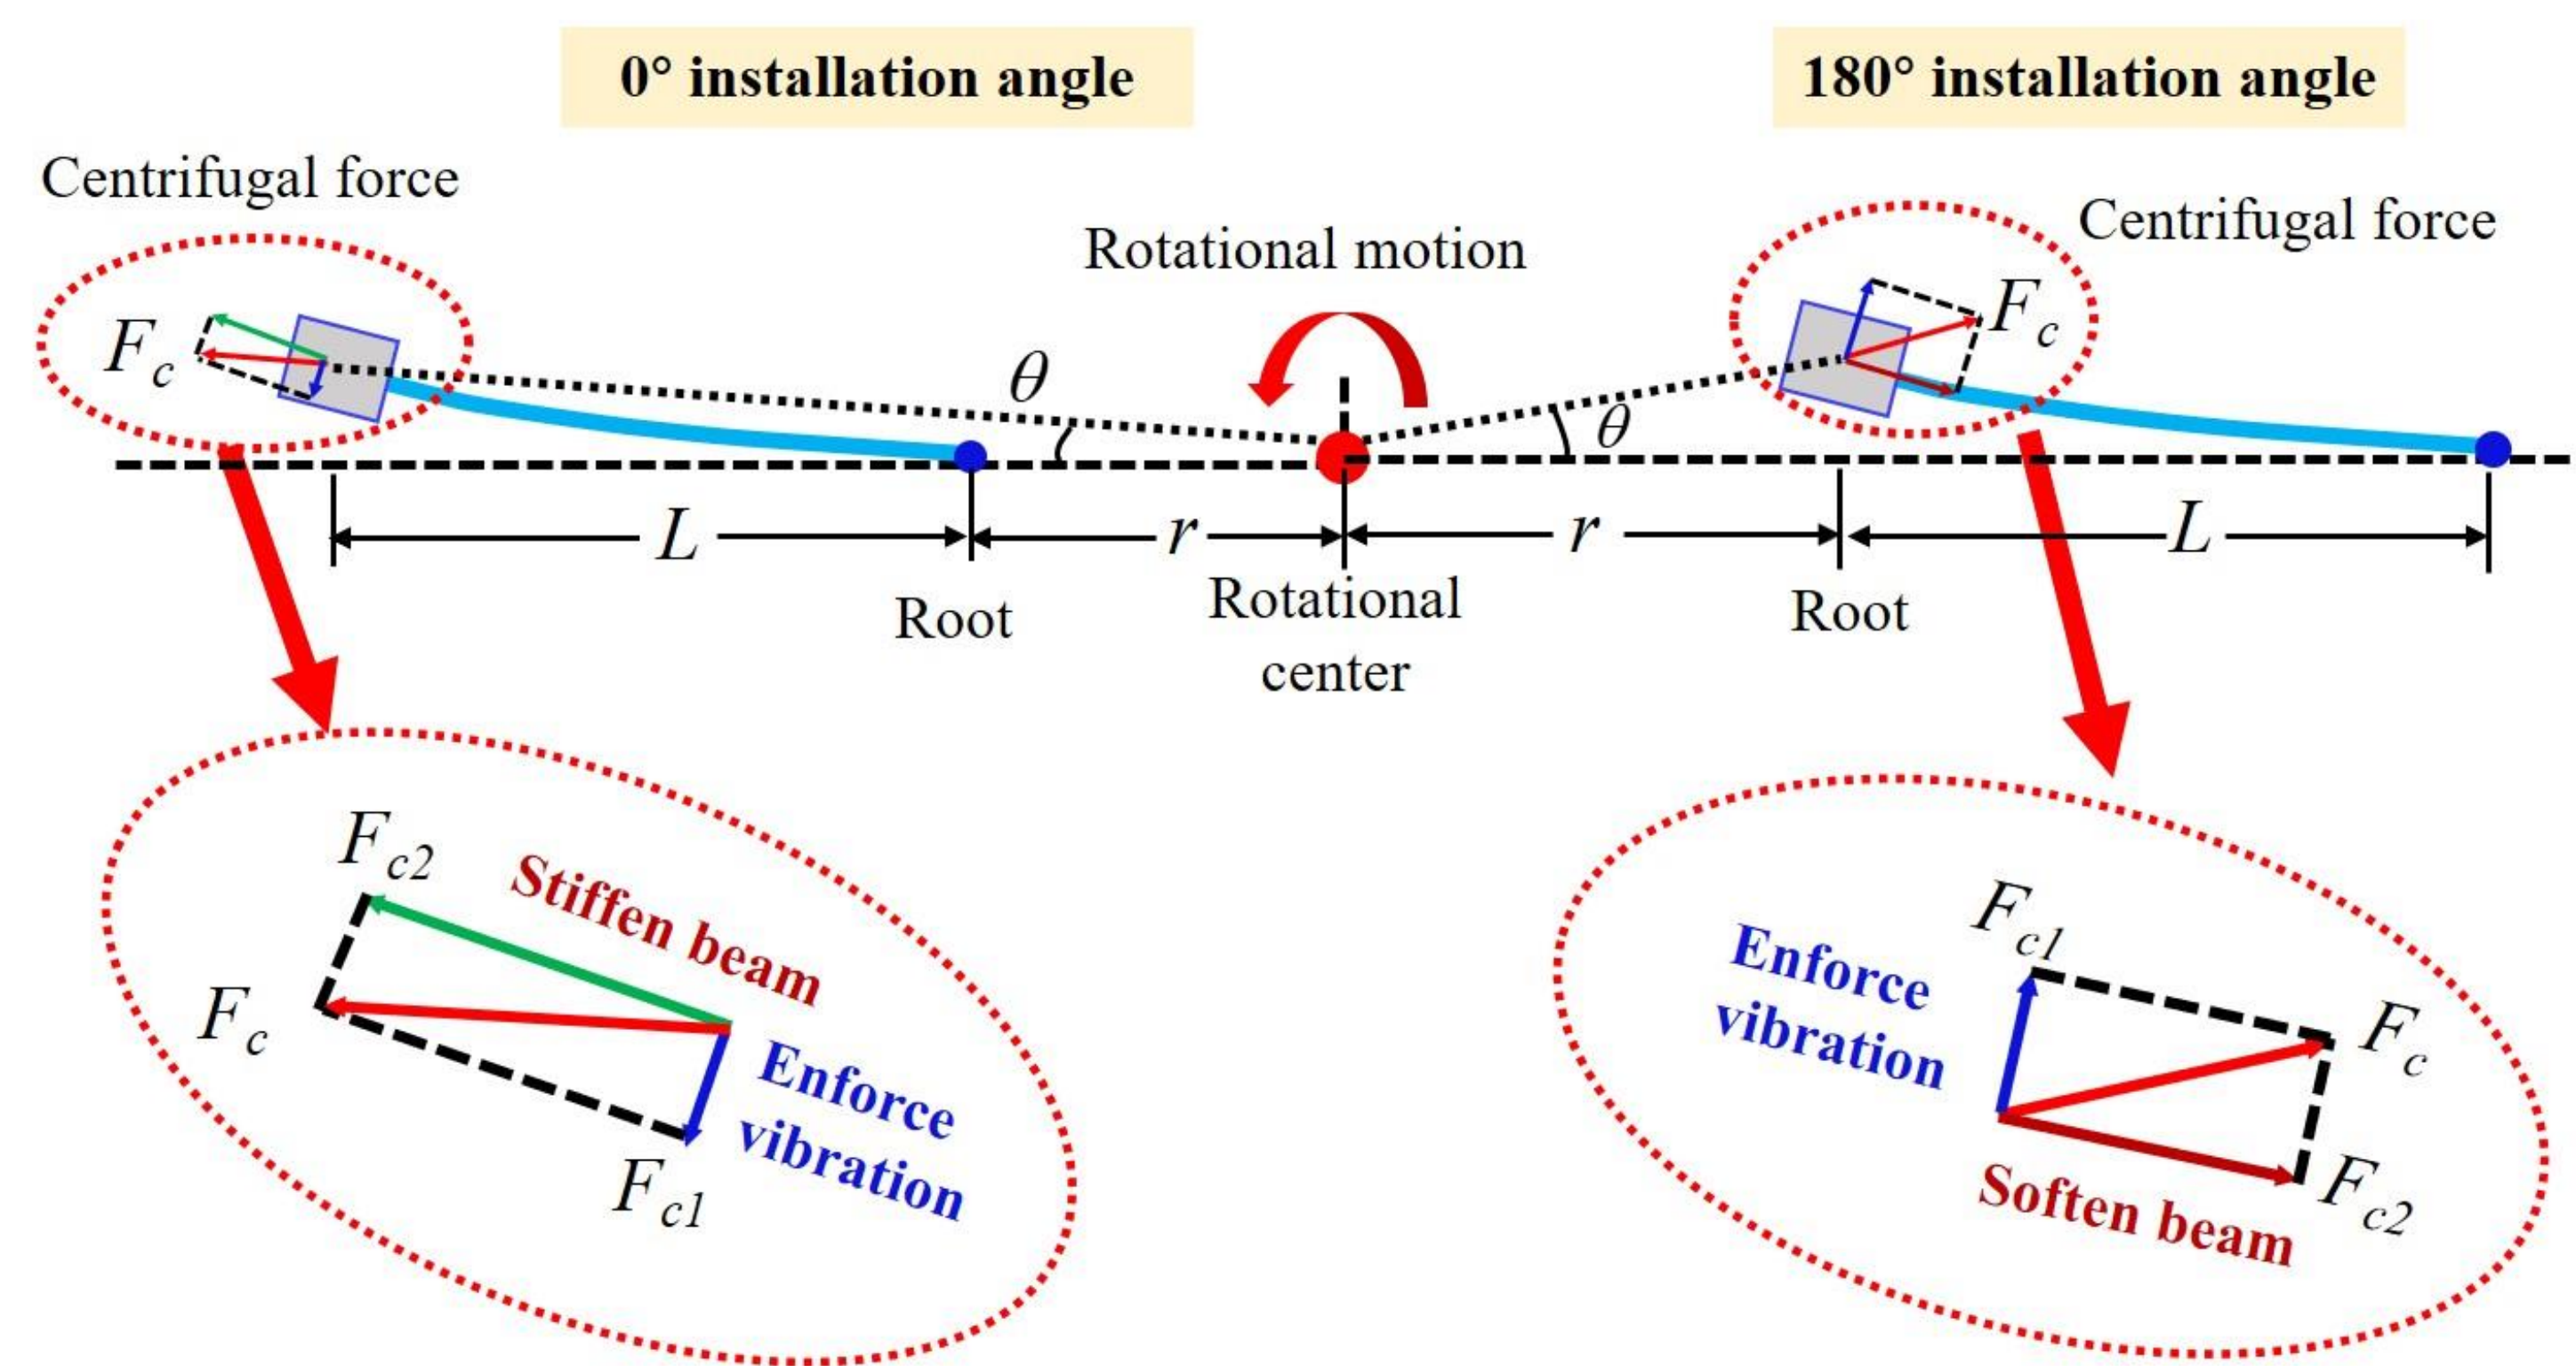 0° installation angle
180° installation angle
Centrifugal force
Centrifugal force
Rotational motion
F_c
θ
θ
F_c
L
r
r
L
Root
Rotational
center
Root
F_c2
Stiffen beam
F_c
Enforce
vibration
F_c1
F_c1
Enforce
vibration
F_c
Soften beam
F_c2